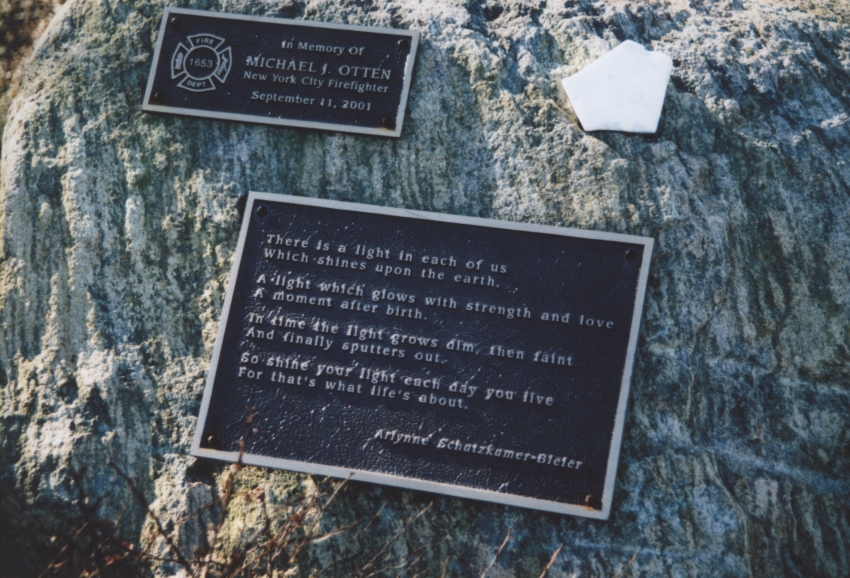 In Memory of
MICHAEL J. OTTEN
New York City Firefighter
September 11, 2001
FIRE
1653
DEPT.
There is a light in each of us
Which shines upon the earth.
A light which glows with strength and love
A moment after birth.
In time the light grows dim, then faint
And finally sputters out.
So shine your light each day you live
For that's what life's about.
Arlynne Schatzkamer-Bleier